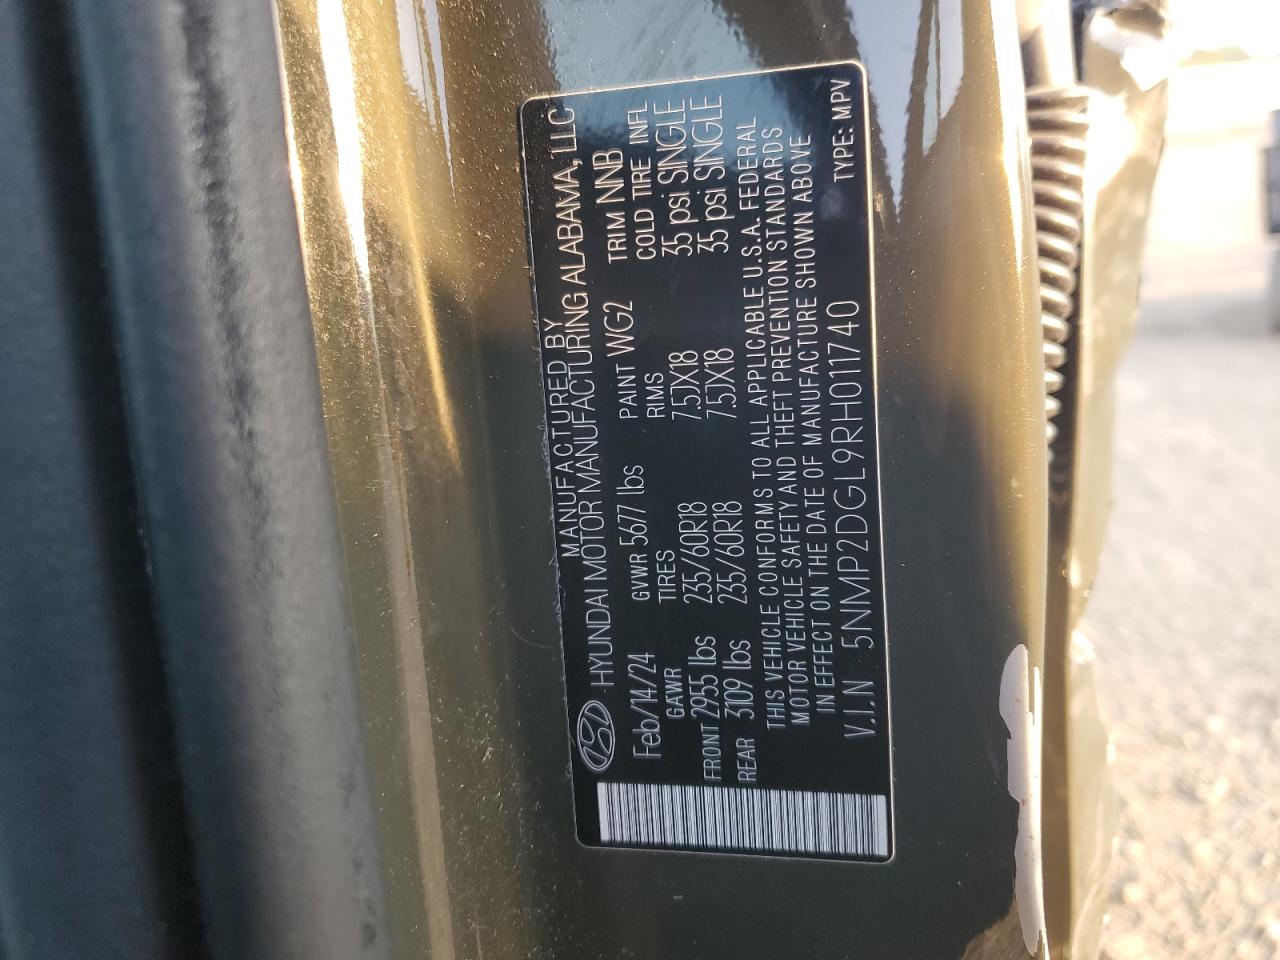 MANUFACTURED BY
HYUNDAI MOTOR MANUFACTURING ALABAMA, LLC
Feb/14/24 GVWR 5677 lbs PAINT WG2 TRIM NNB
GAWR TIRES RIMS COLD TIRE INFL
FRONT 2955 lbs 235/60R18 7.5JX18 35 psi SINGLE
REAR 3109 lbs 235/60R18 7.5JX18 35 psi SINGLE
THIS VEHICLE CONFORMS TO ALL APPLICABLE U.S.A. FEDERAL
MOTOR VEHICLE SAFETY AND THEFT PREVENTION STANDARDS
IN EFFECT ON THE DATE OF MANUFACTURE SHOWN ABOVE
V.I.N 5NMP2DGL9RH011740 TYPE: MPV